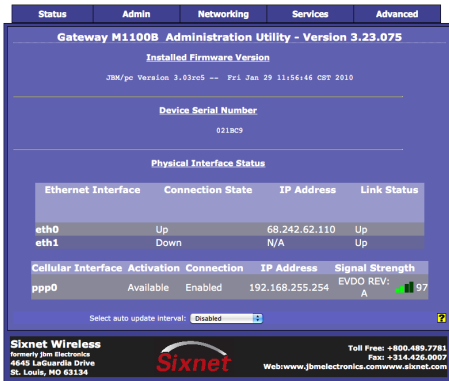 Status Admin Networking Services Advanced
Gateway M1100B Administration Utility - Version 3.23.075
Installed Firmware Version
JBM/pc Version 3.03rc5 -- Fri Jan 29 11:56:46 CST 2010
Device Serial Number
021BC9
Physical Interface Status
Ethernet Interface Connection State IP Address Link Status
eth0 Up 68.242.62.110 Up
eth1 Down N/A Up
Cellular Interface Activation Connection IP Address Signal Strength
ppp0 Available Enabled 192.168.255.254 EVDO REV: A 97
Select auto update interval: Disabled ?
Sixnet Wireless
formerly Jbm Electronics
4645 LaGuardia Drive
St. Louis, MO 63134
Sixnet
Toll Free: +800.489.7781
Fax: +314.426.0007
Web:www.jbmelectronics.comwww.sixnet.com